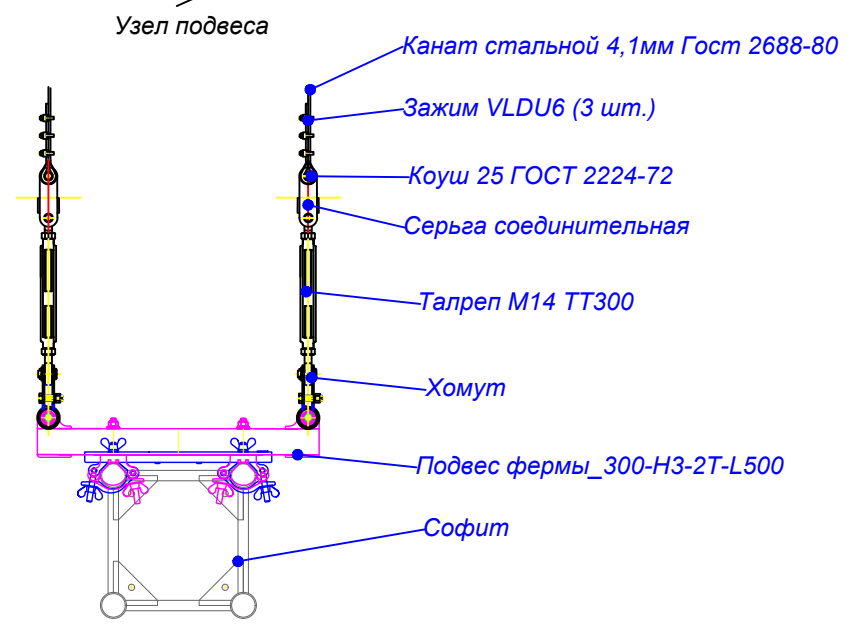 Узел подвеса
Канат стальной 4,1мм Гост 2688-80
Зажим VLDU6 (3 шт.)
Коуш 25 ГОСТ 2224-72
Серьга соединительная
Талреп М14 ТТ300
Хомут
Подвес фермы_300-Н3-2Т-L500
Софит